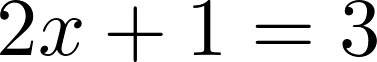 2x + 1 = 3